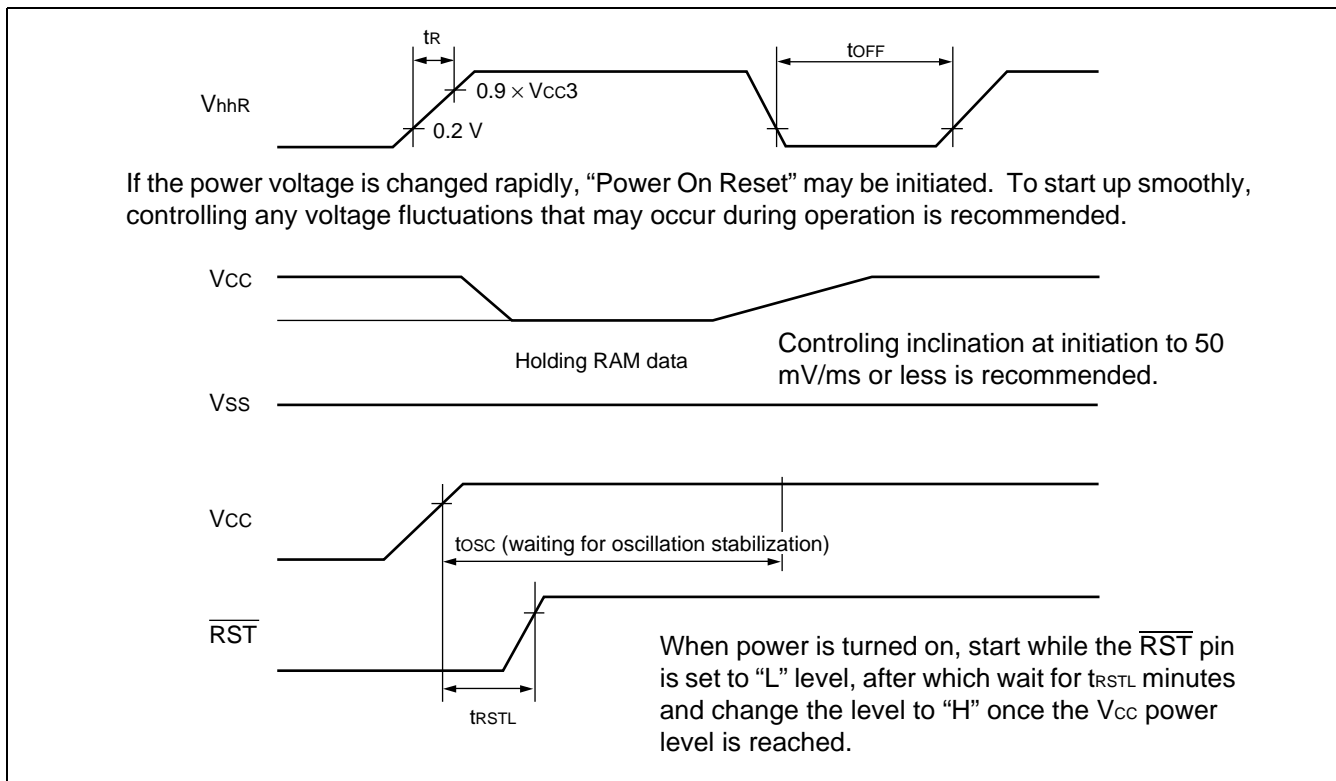 tR
tOFF
VhhR
0.9 × VCC3
0.2 V
If the power voltage is changed rapidly, “Power On Reset” may be initiated.  To start up smoothly,
controlling any voltage fluctuations that may occur during operation is recommended.
VCC
Holding RAM data
Controling inclination at initiation to 50
mV/ms or less is recommended.
VSS
VCC
tOSC (waiting for oscillation stabilization)
R̅S̅T̅
When power is turned on, start while the R̅S̅T̅ pin
is set to “L” level, after which wait for tRSTL minutes
and change the level to “H” once the VCC power
level is reached.
tRSTL